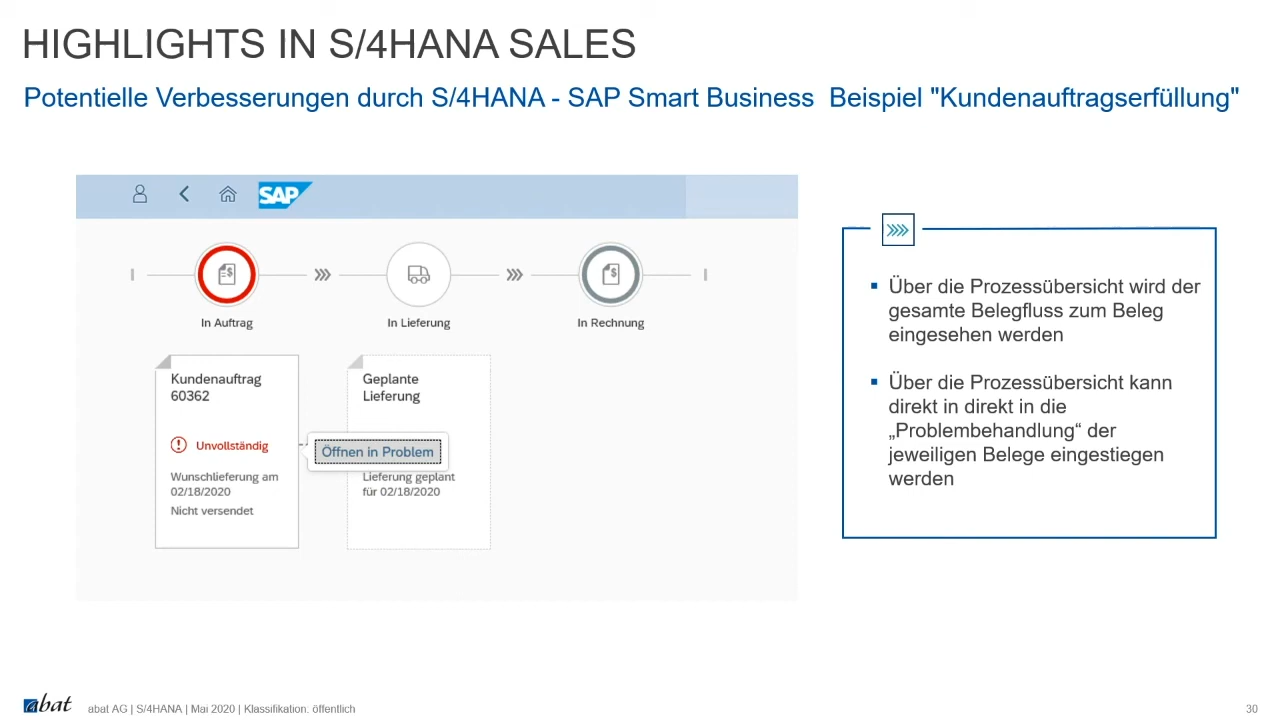 HIGHLIGHTS IN S/4HANA SALES
Potentielle Verbesserungen durch S/4HANA - SAP Smart Business  Beispiel "Kundenauftragserfüllung"
SAP
In Auftrag
In Lieferung
In Rechnung
Kundenauftrag
60362
Unvollständig
Wunschlieferung am
02/18/2020
Nicht versendet
Geplante
Lieferung
Öffnen in Problem
Lieferung geplant
für 02/18/2020
Über die Prozessübersicht wird der
gesamte Belegfluss zum Beleg
eingesehen werden
Über die Prozessübersicht kann
direkt in direkt in die
„Problembehandlung“ der
jeweiligen Belege eingestiegen
werden
abat
abat AG | S/4HANA | Mai 2020 | Klassifikation: öffentlich
30